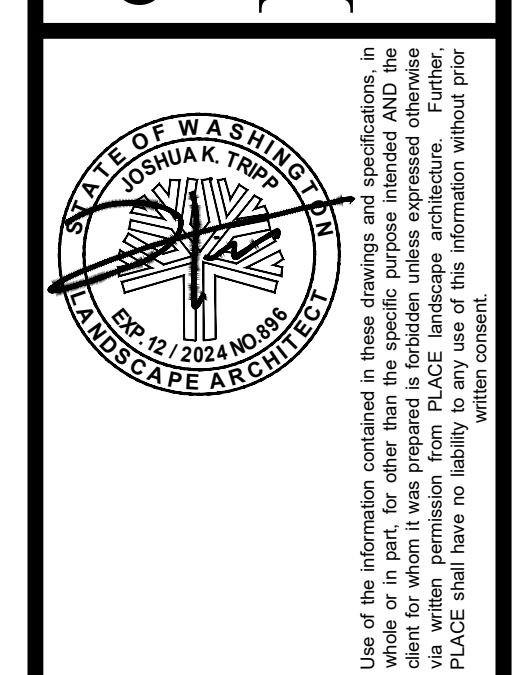 STATE OF WASHINGTON
JOSHUA K. TRIPP
EXP. 12 / 2024 NO.896
LANDSCAPE ARCHITECT
Use of the information contained in these drawings and specifications, in
whole or in part, for other than the specific purpose intended AND the
client for whom it was prepared is forbidden unless expressed otherwise
via written permission from PLACE landscape architecture. Further,
PLACE shall have no liability to any use of this information without prior
written consent.